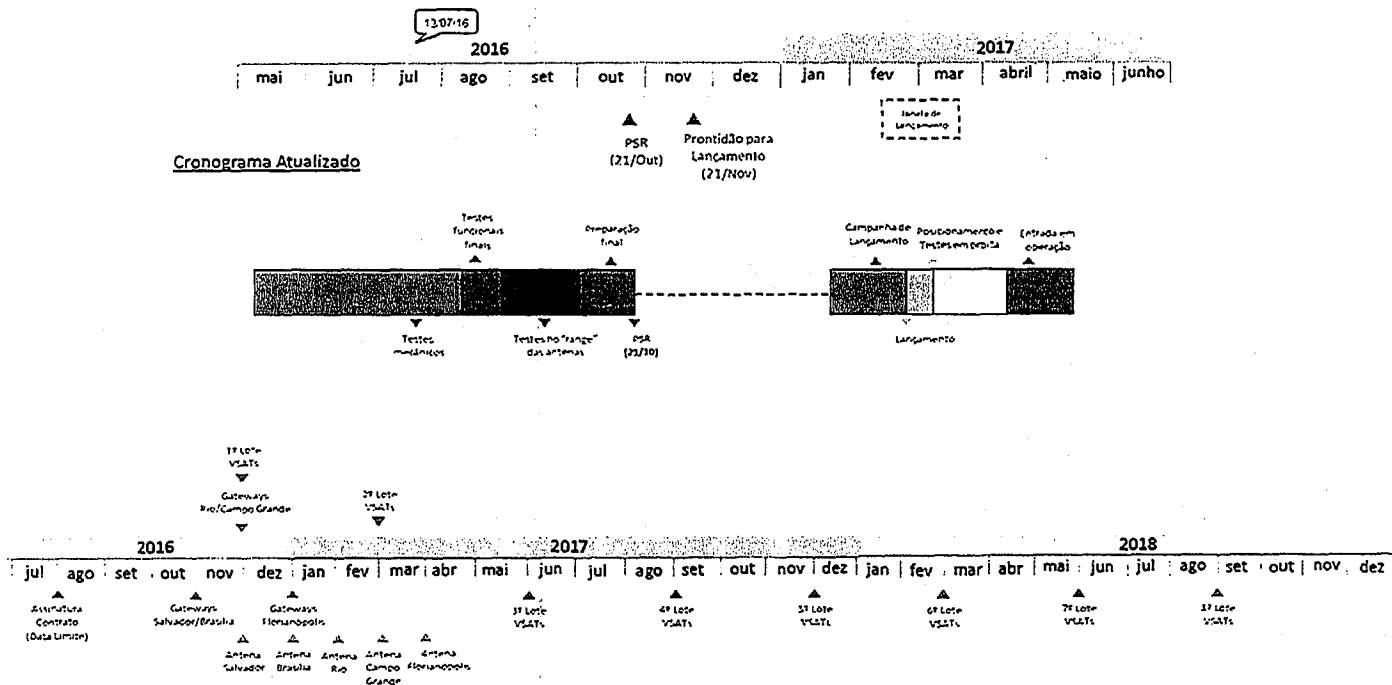 13/07/16
2016
2017
mai jun jul ago set out nov dez jan fev mar abril maio junho
Janela de
Lançamento
PSR
(21/Out)
Prontidão para
Lançamento
(21/Nov)
Cronograma Atualizado
Testes
funcionais
finais
Preparação
final
Campanha de
Lançamento
Posicionamento e
Testes em orbita
Entrada em
operação
Testes
mecânicos
Testes no "range"
das antenas
PSR
(21/10)
Lançamento
1º Lote
VSATs
Gateways
Rio/Campo Grande
2º Lote
VSATs
2016
2017
2018
jul ago set out nov dez jan fev mar abr mai jun jul ago set out nov dez jan fev mar abr mai jun jul ago set out nov dez
Assinatura
Contrato
(Data Limite)
Gateways
Salvador/Brasília
Gateways
Florianópolis
3º Lote
VSATs
4º Lote
VSATs
5º Lote
VSATs
6º Lote
VSATs
7º Lote
VSATs
Lote
VSATs
Antena
Salvador
Antena
Brasília
Antena
Rio
Antena
Campo
Grande
Antena
Florianópolis